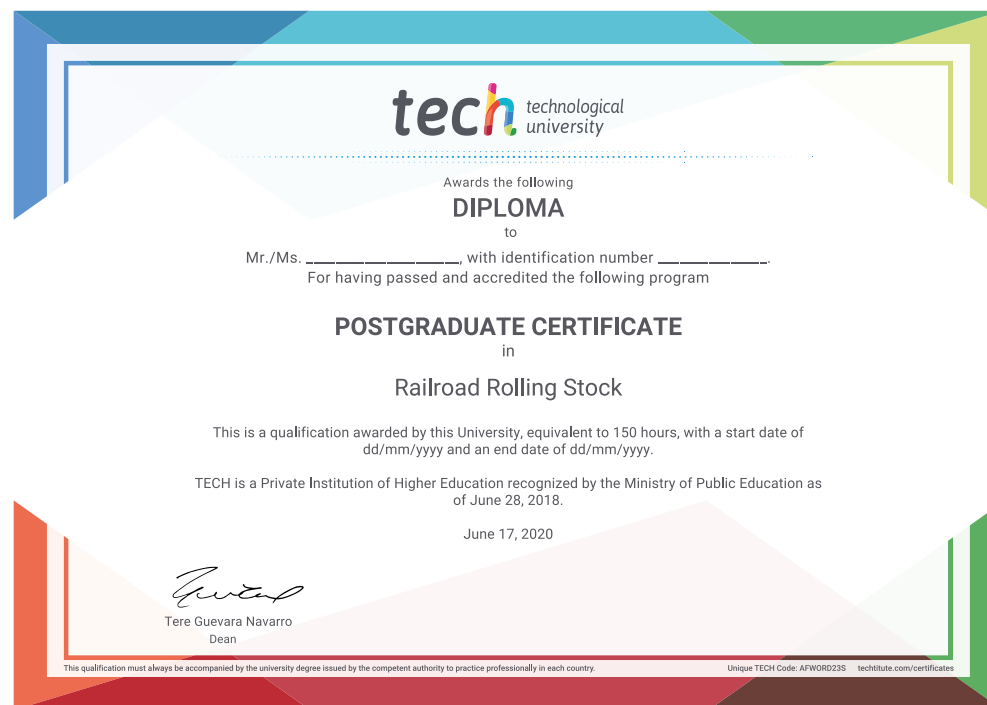 tech technological
university
Awards the following
DIPLOMA
to
Mr./Ms. ____________________, with identification number ______________.
For having passed and accredited the following program
POSTGRADUATE CERTIFICATE
in
Railroad Rolling Stock
This is a qualification awarded by this University, equivalent to 150 hours, with a start date of
dd/mm/yyyy and an end date of dd/mm/yyyy.
TECH is a Private Institution of Higher Education recognized by the Ministry of Public Education as
of June 28, 2018.
June 17, 2020
Tere Guevara Navarro
Dean
This qualification must always be accompanied by the university degree issued by the competent authority to practice professionally in each country.
Unique TECH Code: AFWORD23S techtitute.com/certificates